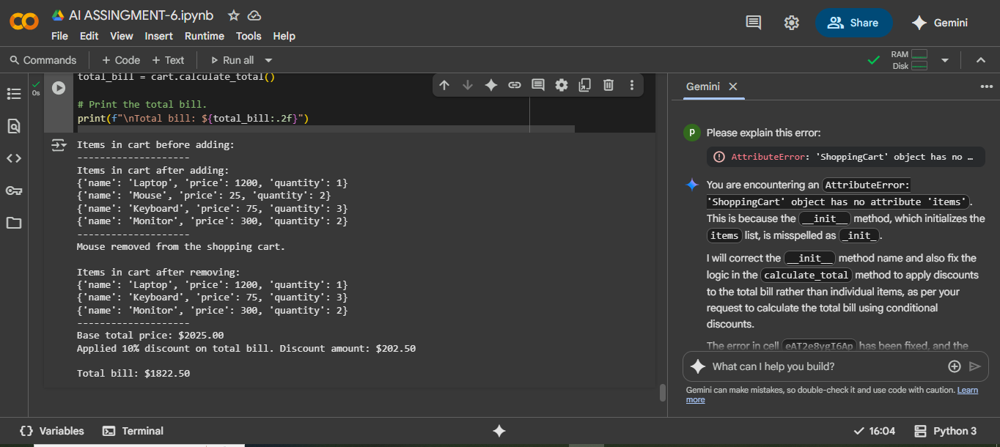 AI ASSINGMENT-6.ipynb
File Edit View Insert Runtime Tools Help
Share
Gemini
Commands + Code + Text Run all
RAM
Disk
0s
total_bill = cart.calculate_total()
# Print the total bill.
print(f"\nTotal bill: ${total_bill:.2f}")
Items in cart before adding:
--------------------
Items in cart after adding:
{'name': 'Laptop', 'price': 1200, 'quantity': 1}
{'name': 'Mouse', 'price': 25, 'quantity': 2}
{'name': 'Keyboard', 'price': 75, 'quantity': 3}
{'name': 'Monitor', 'price': 300, 'quantity': 2}
--------------------
Mouse removed from the shopping cart.
Items in cart after removing:
{'name': 'Laptop', 'price': 1200, 'quantity': 1}
{'name': 'Keyboard', 'price': 75, 'quantity': 3}
{'name': 'Monitor', 'price': 300, 'quantity': 2}
--------------------
Base total price: $2025.00
Applied 10% discount on total bill. Discount amount: $202.50
Total bill: $1822.50
Gemini
P
Please explain this error:
AttributeError: 'ShoppingCart' object has no …
You are encountering an AttributeError:
'ShoppingCart' object has no attribute 'items'.
This is because the __init__ method, which initializes the
items list, is misspelled as _init_.
I will correct the __init__ method name and also fix the
logic in the calculate_total method to apply discounts
to the total bill rather than individual items, as per your
request to calculate the total bill using conditional
discounts.
The error in cell eAT2e8ygI6Ap has been fixed, and the
What can I help you build?
Gemini can make mistakes, so double-check it and use code with caution. Learn
more
{} Variables Terminal
16:04 Python 3